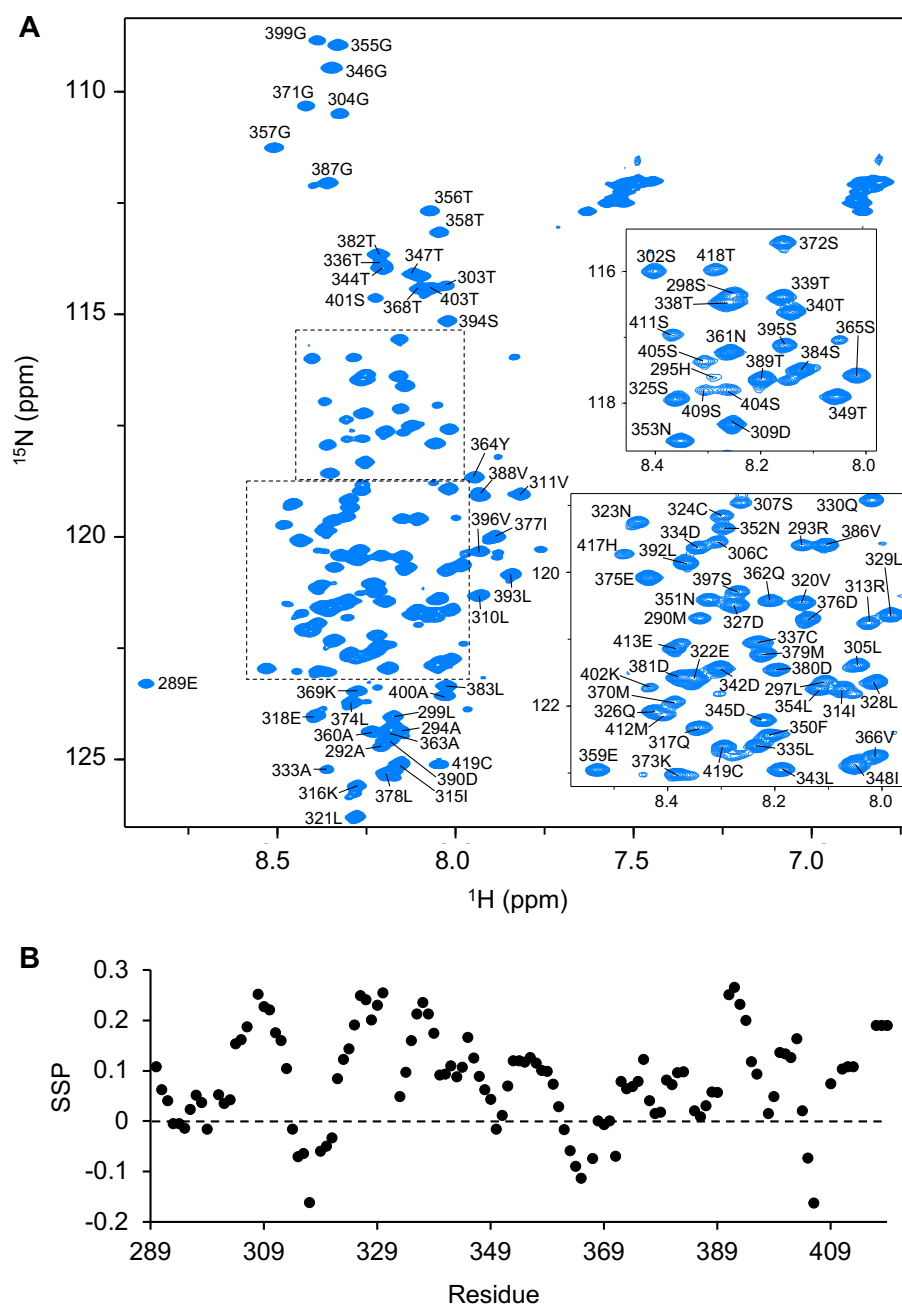 A
399G
355G
346G
371G
304G
357G
387G
356T
358T
382T
336T
344T
347T
303T
401S
368T
403T
394S
364Y
388V
311V
396V
377I
393L
310L
289E
369K
400A
383L
318E
374L
299L
294A
360A
363A
292A
390D
419C
333A
315I
316K
378L
321L
110
115
120
125
15N (ppm)
8.5
8.0
7.5
7.0
1H (ppm)
372S
302S
418T
298S
339T
338T
340T
411S
361N
395S
365S
405S
389T
384S
295H
325S
409S
404S
349T
353N
309D
116
118
8.4
8.2
8.0
307S
330Q
323N
324C
352N
334D
293R
386V
417H
306C
392L
329L
375E
397S
362Q
320V
313R
351N
327D
376D
290M
337C
413E
322E
379M
305L
381D
380D
402K
342D
297L
370M
354L
314I
328L
345D
326Q
350F
412M
317Q
335L
366V
359E
373K
419C
343L
348I
120
122
8.4
8.2
8.0
B
0.3
0.2
0.1
0
-0.1
-0.2
SSP
289
309
329
349
369
389
409
Residue